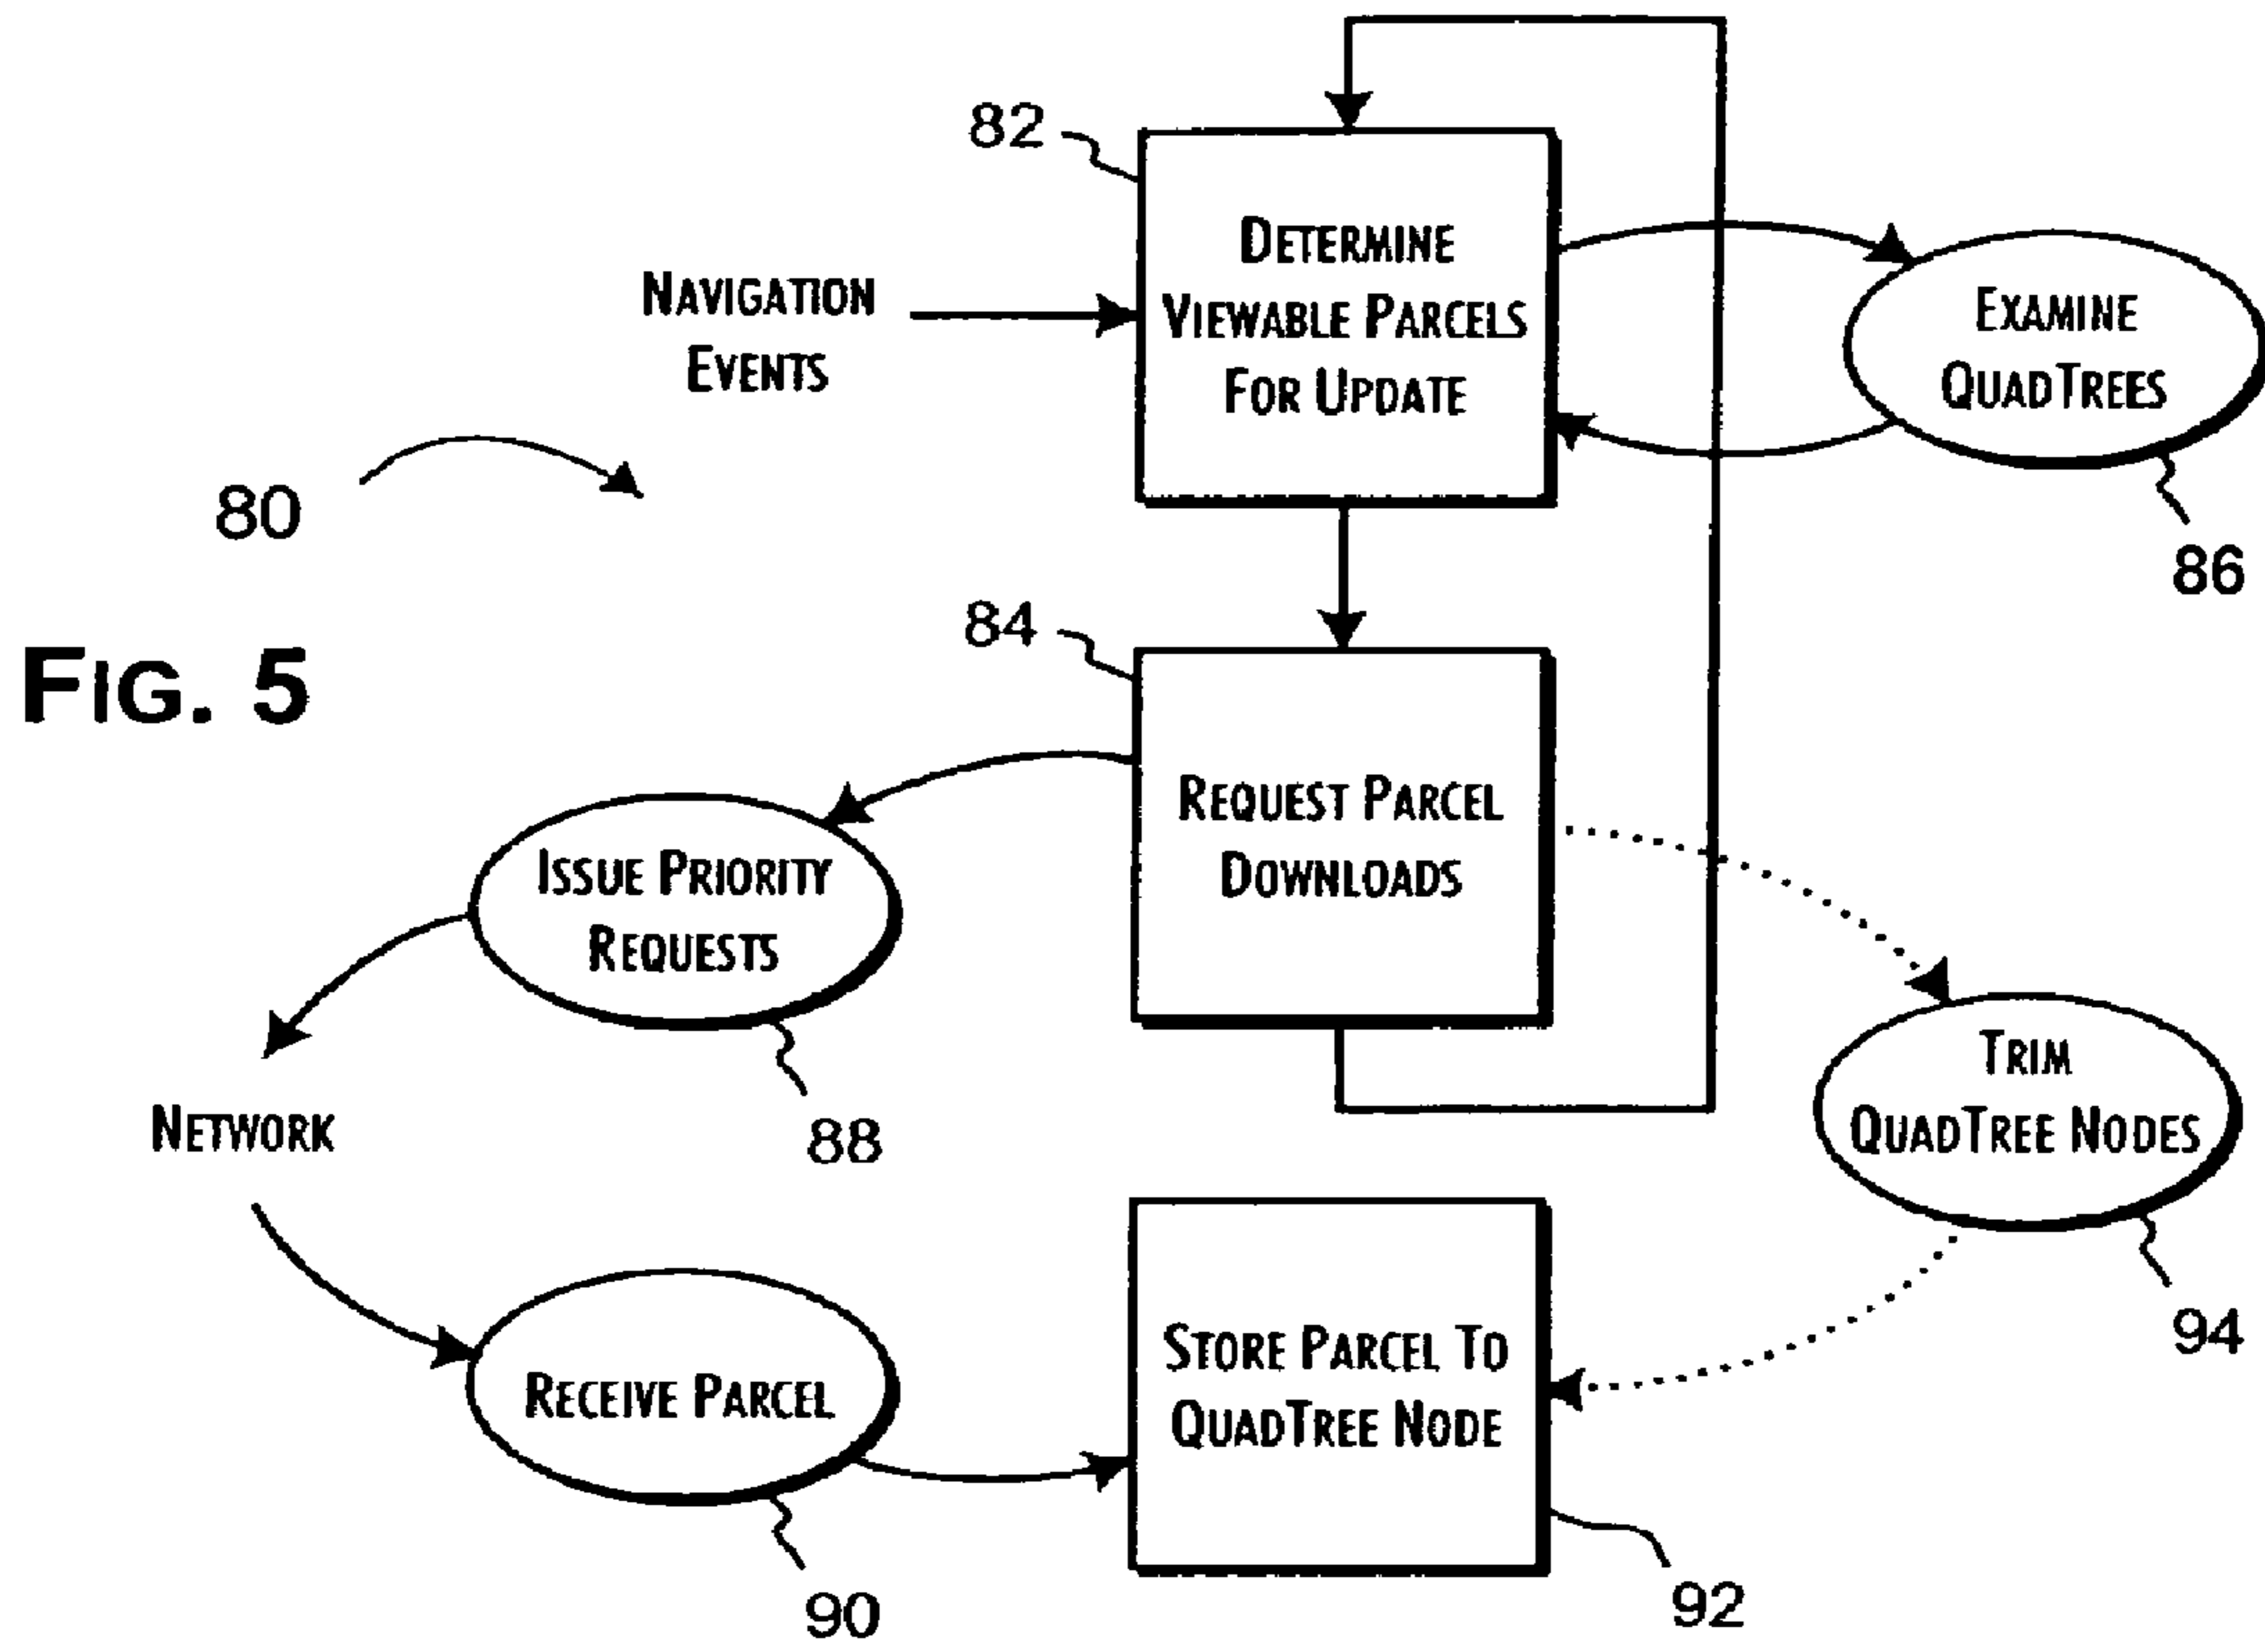 82
DETERMINE
VIEWABLE PARCELS
FOR UPDATE
NAVIGATION
EVENTS
EXAMINE
QUADTREES
86
80
FIG. 5
84
REQUEST PARCEL
DOWNLOADS
ISSUE PRIORITY
REQUESTS
88
NETWORK
TRIM
QUADTREE NODES
94
RECEIVE PARCEL
90
STORE PARCEL TO
QUADTREE NODE
92